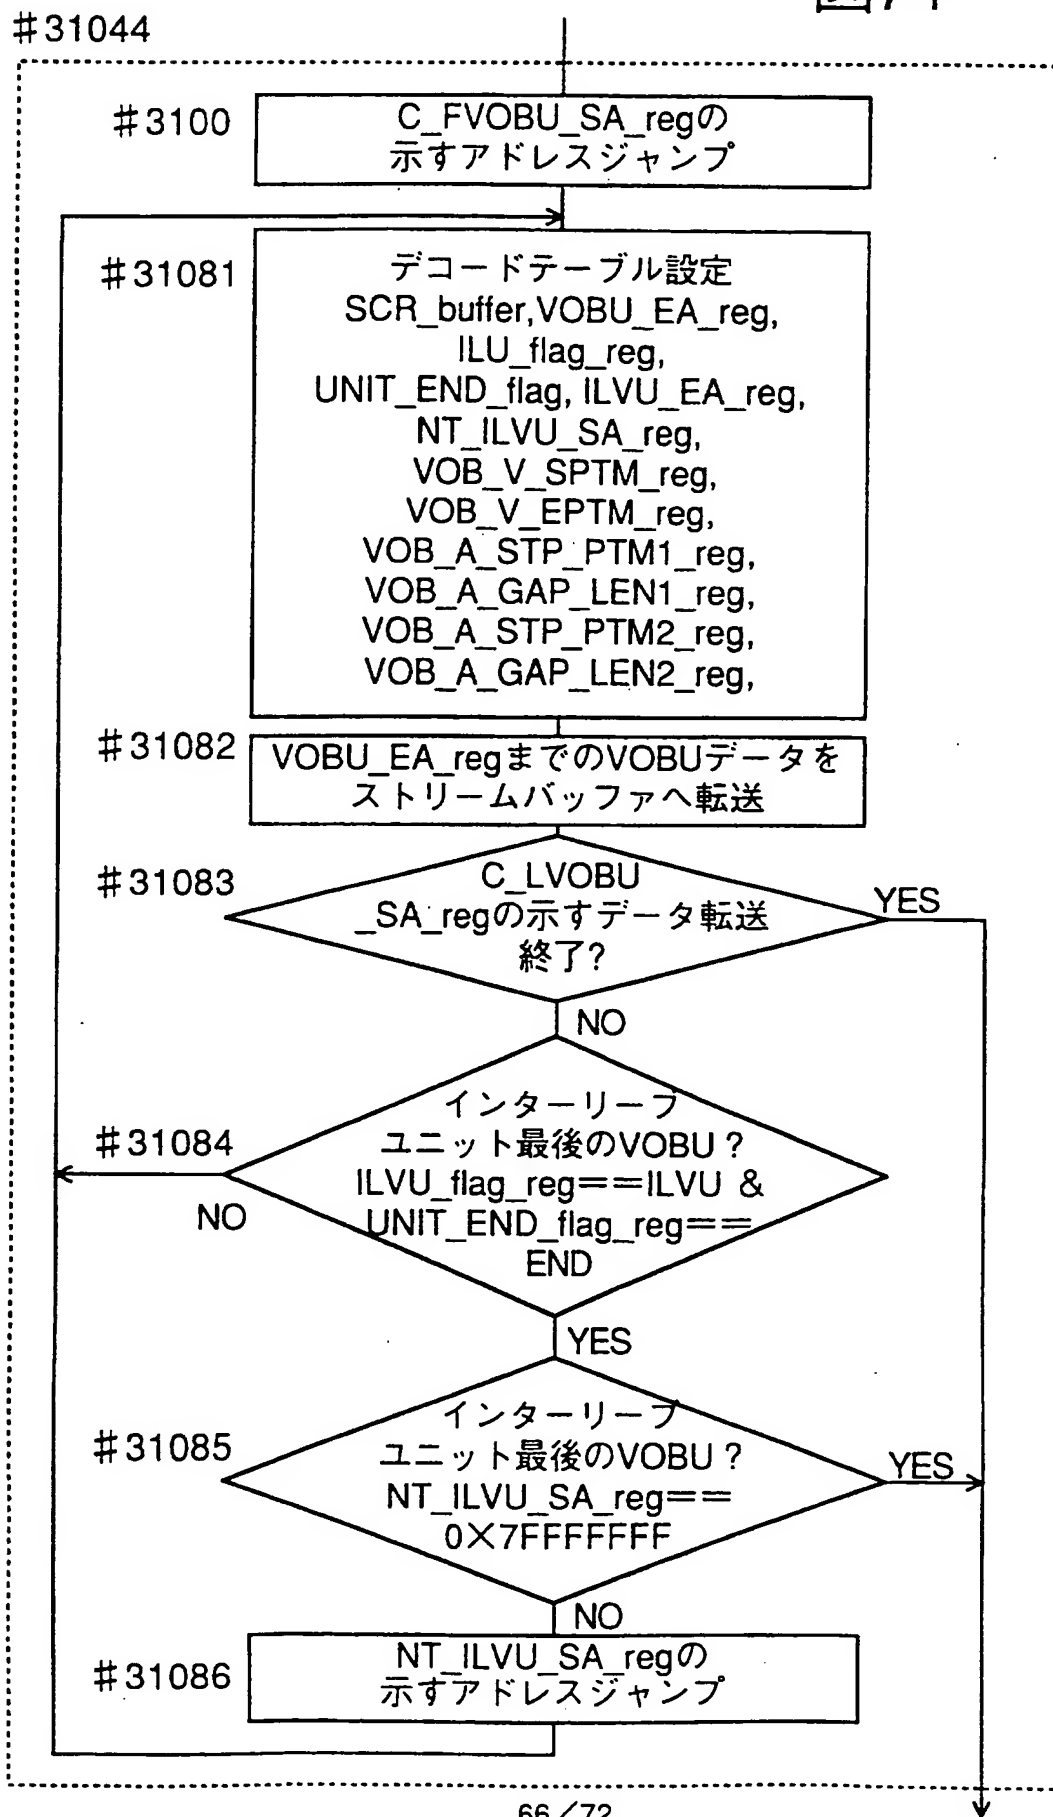 #31044
#3100
C_FVOBU_SA_regの
示すアドレスジャンプ
#31081
デコードテーブル設定
SCR_buffer,VOBU_EA_reg,
ILU_flag_reg,
UNIT_END_flag, ILVU_EA_reg,
NT_ILVU_SA_reg,
VOB_V_SPTM_reg,
VOB_V_EPTM_reg,
VOB_A_STP_PTM1_reg,
VOB_A_GAP_LEN1_reg,
VOB_A_STP_PTM2_reg,
VOB_A_GAP_LEN2_reg,
#31082
VOBU_EA_regまでのVOBUデータを
ストリームバッファへ転送
#31083
C_LVOBU
_SA_regの示すデータ転送
終了?
YES
NO
#31084
インターリーブ
ユニット最後のVOBU?
ILVU_flag_reg==ILVU &
UNIT_END_flag_reg==
END
NO
YES
#31085
インターリーブ
ユニット最後のVOBU?
NT_ILVU_SA_reg==
0×7FFFFFFF
YES
NO
#31086
NT_ILVU_SA_regの
示すアドレスジャンプ
66/72